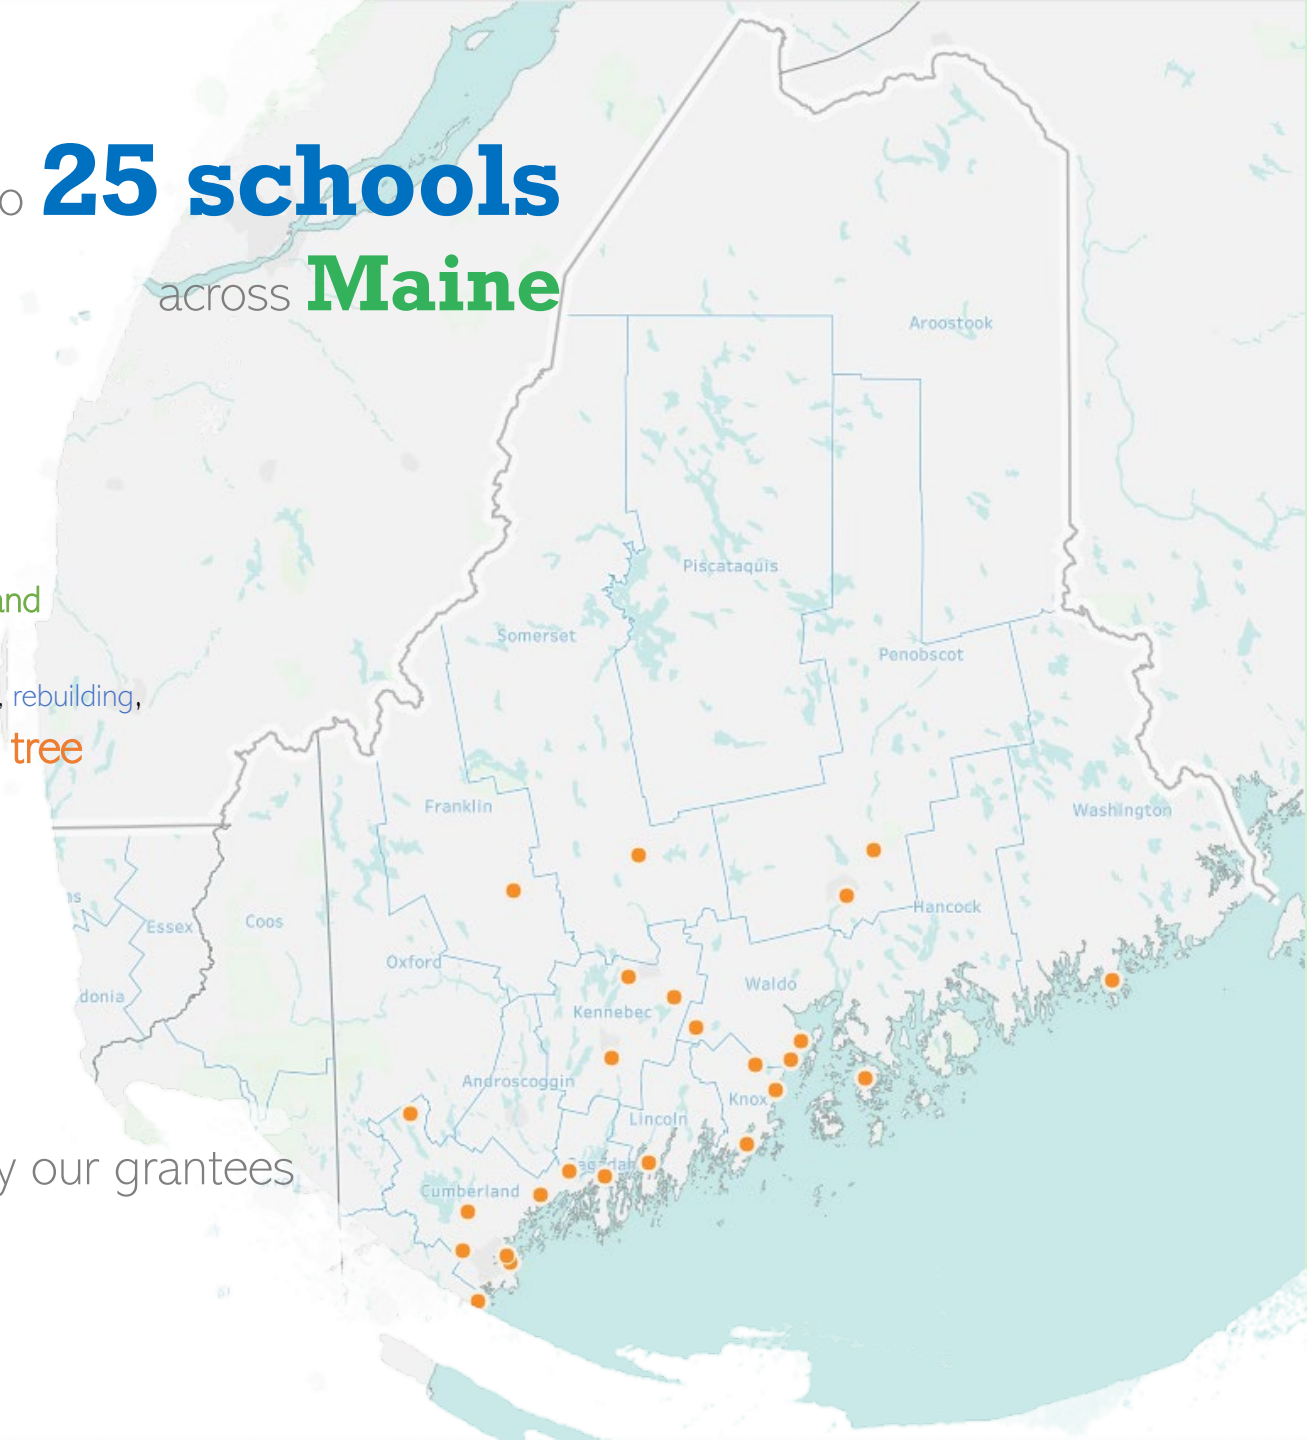 o 25 schools
across Maine
Aroostook
Piscataquis
and
Somerset
Penobscot
, rebuilding,
tree
Franklin
Washington
Essex
Coos
Hancock
Oxford
Waldo
donia
Kennebec
Androscoggin
Knox
Lincoln
y our grantees
Cumberland